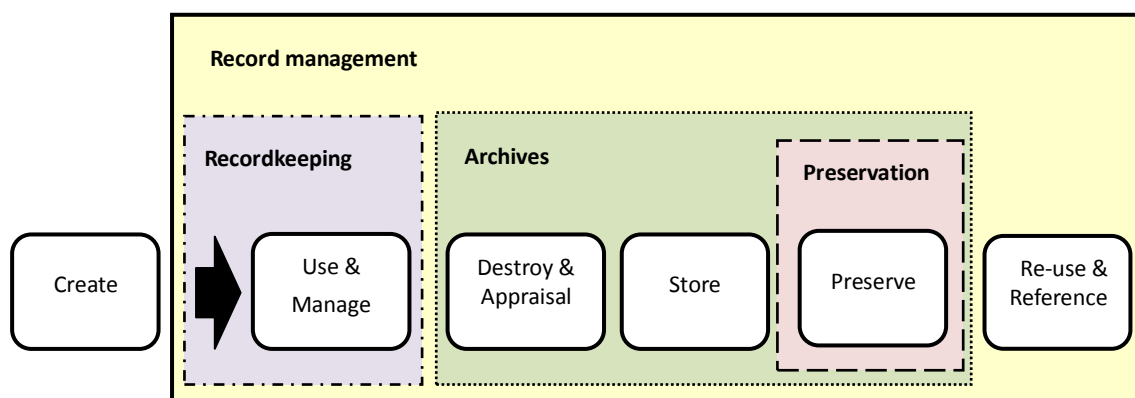 Record management
Recordkeeping
Archives
Preservation
Create
Use &
Manage
Destroy &
Appraisal
Store
Preserve
Re-use &
Reference